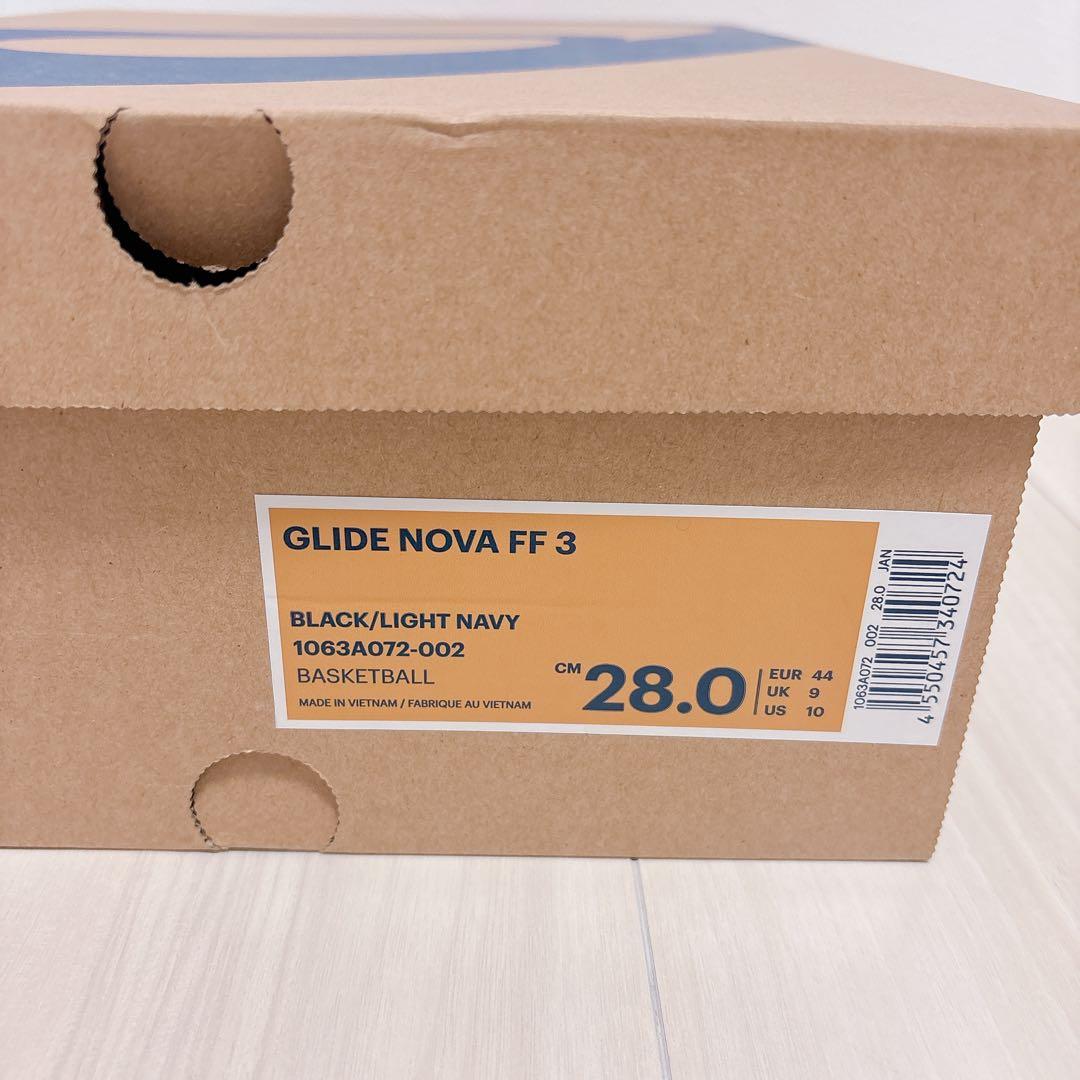 GLIDE NOVA FF 3
BLACK/LIGHT NAVY
1063A072-002
BASKETBALL
MADE IN VIETNAM / FABRIQUE AU VIETNAM
CM 28.0
EUR 44
UK 9
US 10
1063A072 002 28.0 JAN
4 550457 340724